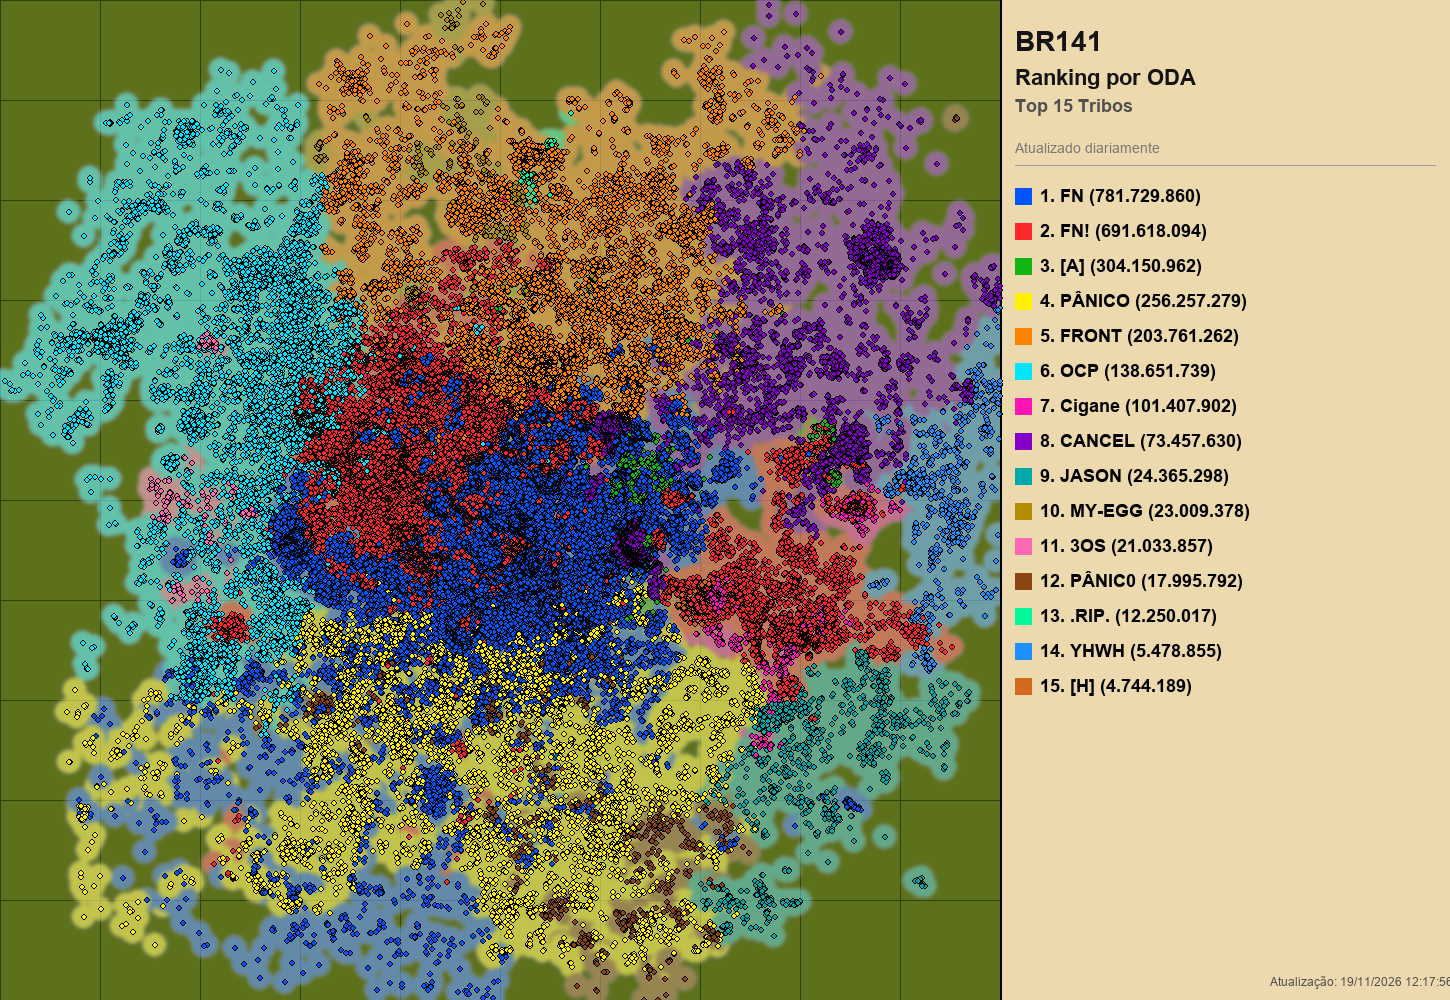 BR141
Ranking por ODA
Top 15 Tribos
Atualizado diariamente
1. FN (781.729.860)
2. FN! (691.618.094)
3. [A] (304.150.962)
4. PÂNICO (256.257.279)
5. FRONT (203.761.262)
6. OCP (138.651.739)
7. Cigane (101.407.902)
8. CANCEL (73.457.630)
9. JASON (24.365.298)
10. MY-EGG (23.009.378)
11. 3OS (21.033.857)
12. PÂNIC0 (17.995.792)
13. .RIP. (12.250.017)
14. YHWH (5.478.855)
15. [H] (4.744.189)
Atualização: 19/11/2026 12:17:56